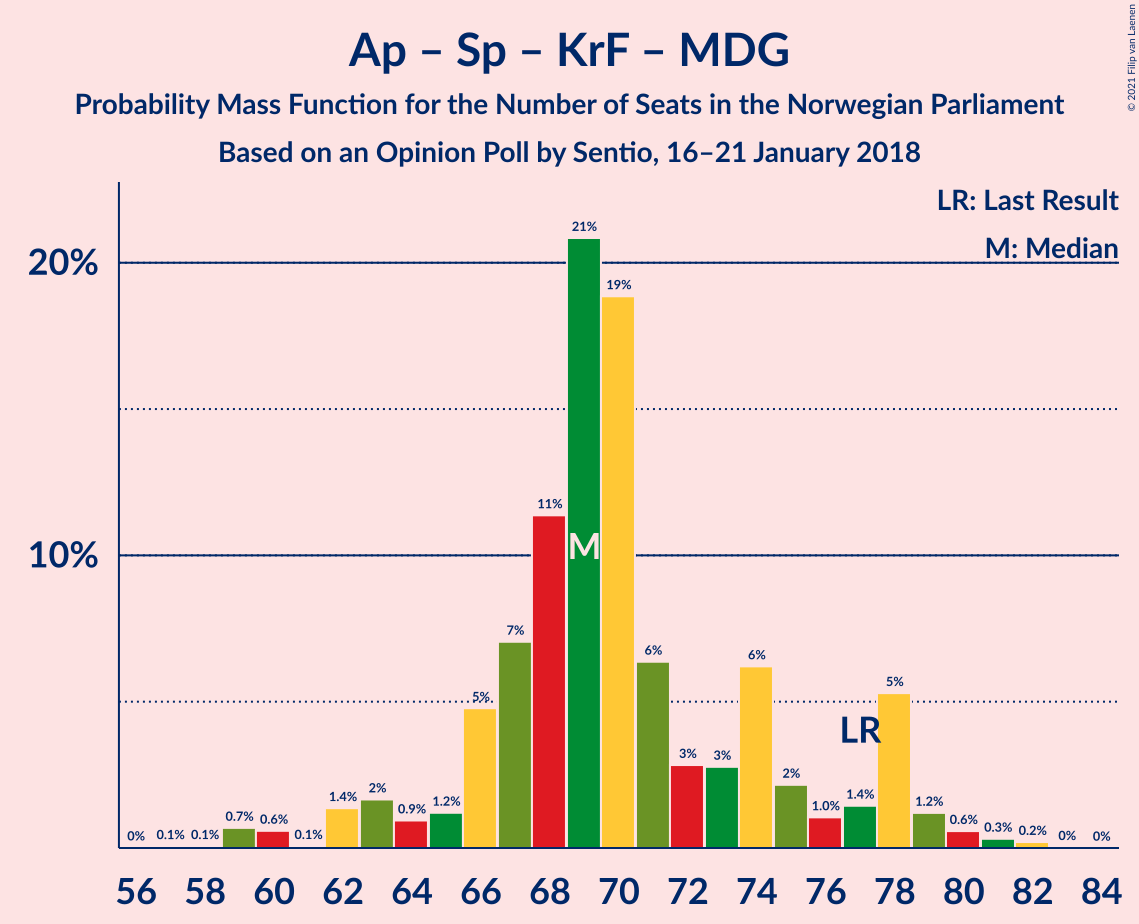 Ap – Sp – KrF – MDG
Probability Mass Function for the Number of Seats in the Norwegian Parliament
Based on an Opinion Poll by Sentio, 16–21 January 2018
© 2021 Filip van Laenen
LR: Last Result
M: Median
20%
10%
0% 0.1% 0.1% 0.7% 0.6% 0.1% 1.4% 2% 0.9% 1.2% 5% 7% 11% 21% 19% 6% 3% 3% 6% 2% 1.0% 1.4% 5% 1.2% 0.6% 0.3% 0.2% 0% 0%
M
LR
56 58 60 62 64 66 68 70 72 74 76 78 80 82 84